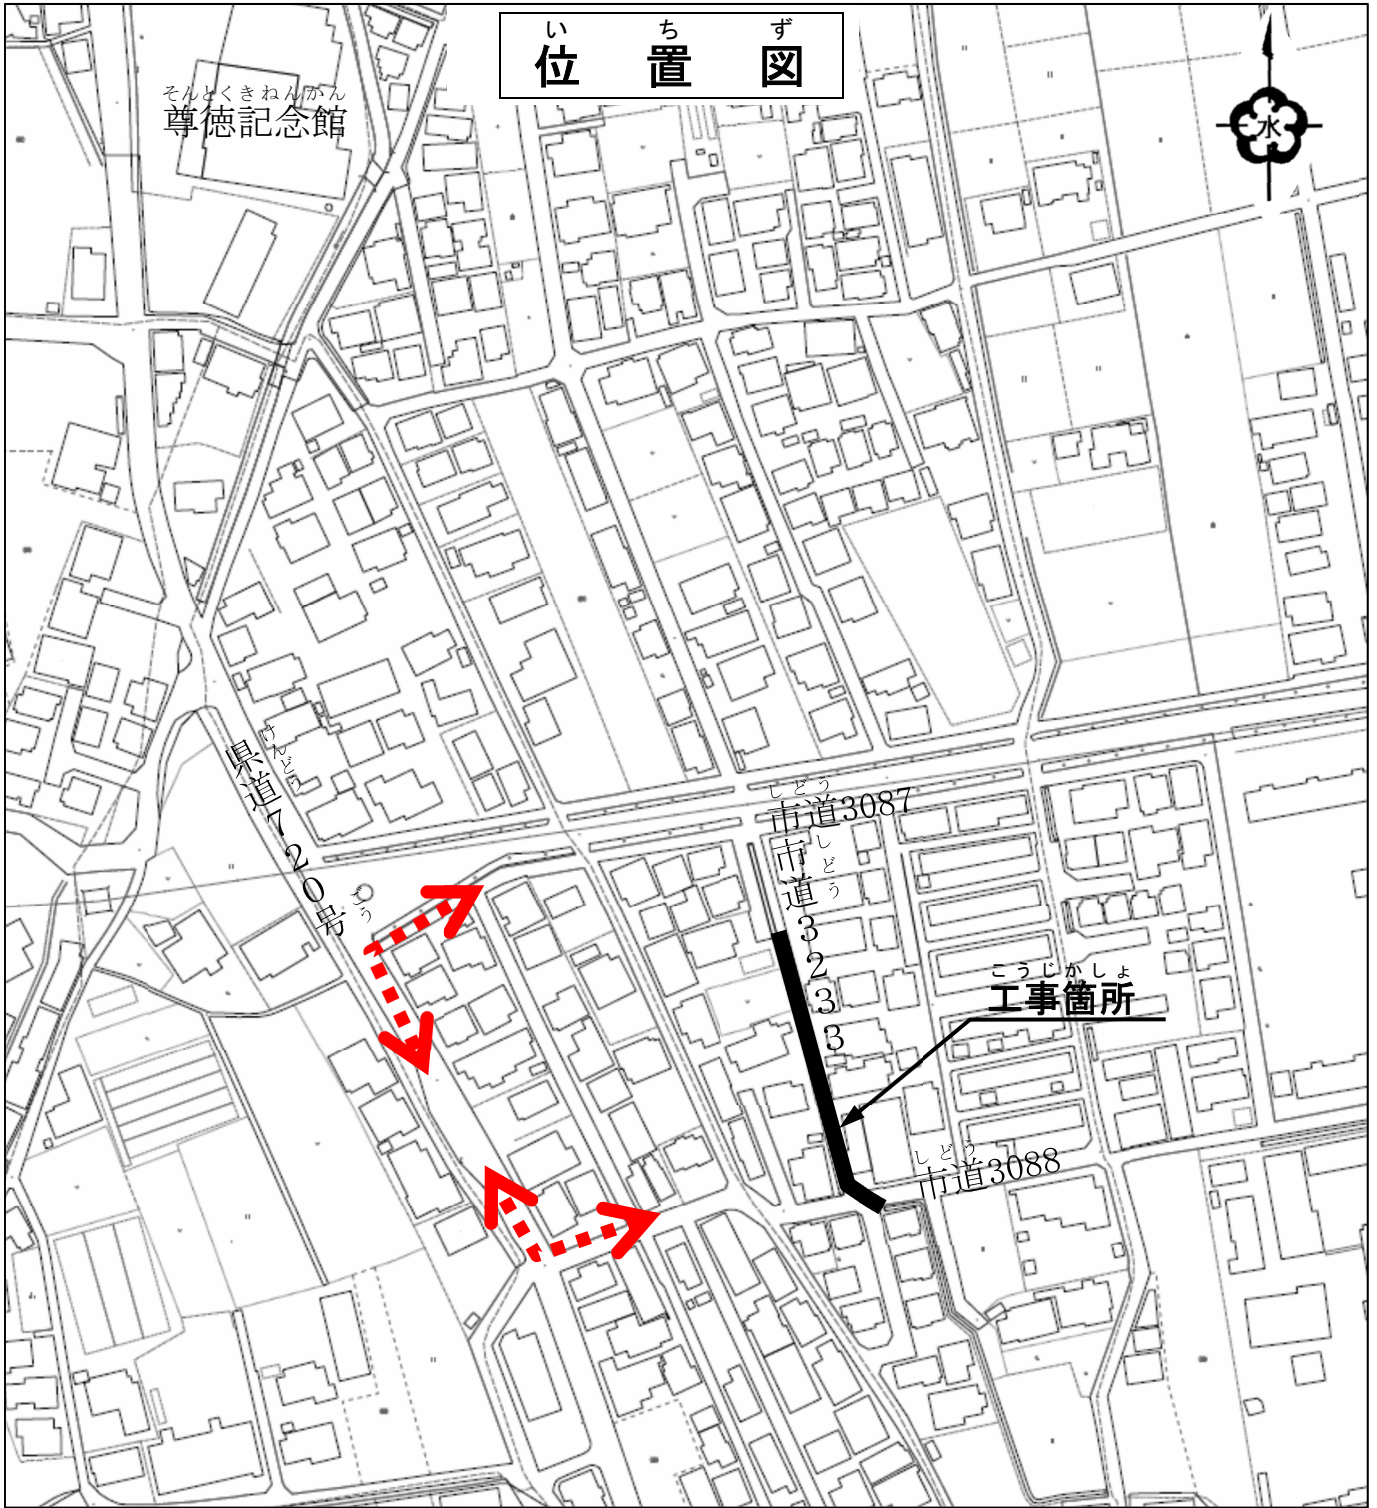 いちず
位置図
水
そんとくきねんかん
尊徳記念館
けんどう ごう
県道720号
しどう
市道3087
しどう
市道3233
こうじかしょ
工事箇所
しどう
市道3088